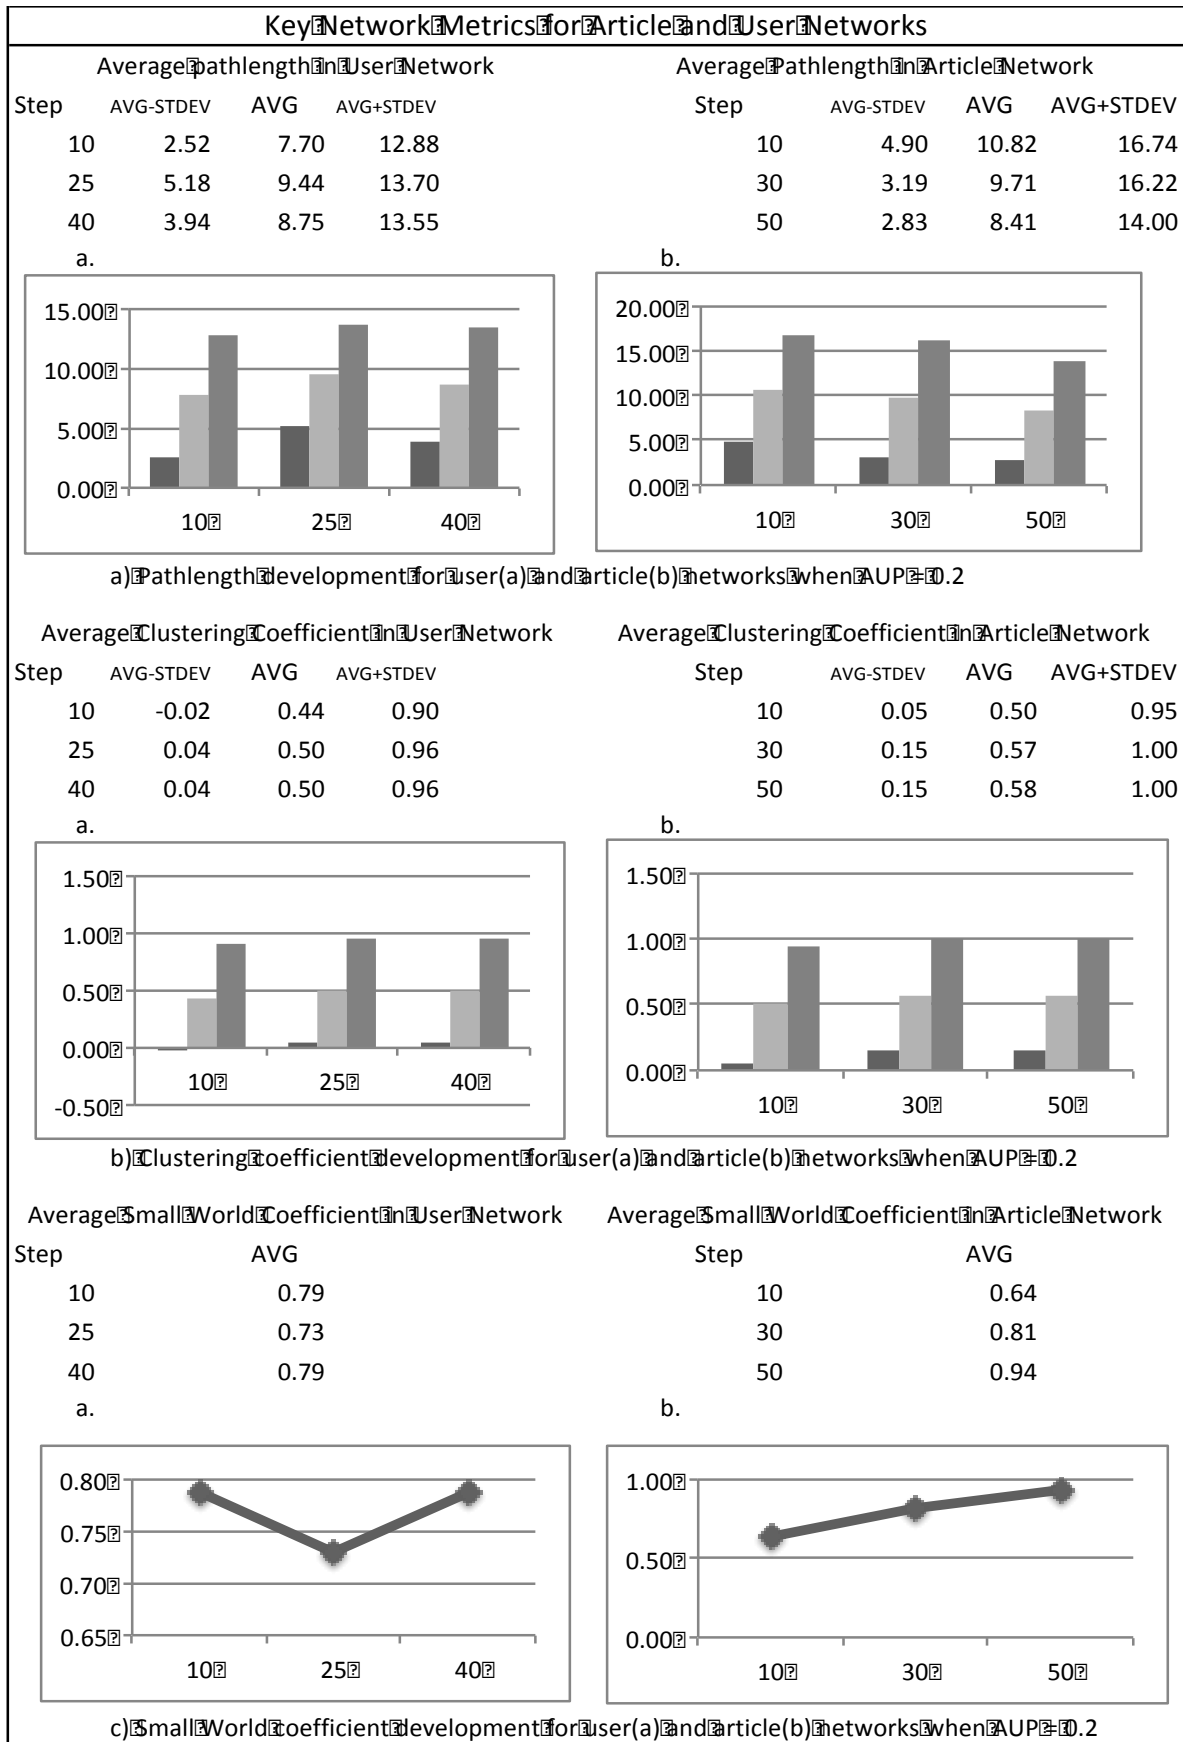 Key Network Metrics for Article and User Networks
Average pathlength in User Network
Step AVG-STDEV AVG AVG+STDEV
10 2.52 7.70 12.88
25 5.18 9.44 13.70
40 3.94 8.75 13.55
a.
Average Pathlength in Article Network
Step AVG-STDEV AVG AVG+STDEV
10 4.90 10.82 16.74
30 3.19 9.71 16.22
50 2.83 8.41 14.00
b.
15.00
10.00
5.00
0.00
10 25 40
20.00
15.00
10.00
5.00
0.00
10 30 50
a) Pathlength development for user(a) and article(b) networks when AUP = 0.2
Average Clustering Coefficient in User Network
Step AVG-STDEV AVG AVG+STDEV
10 -0.02 0.44 0.90
25 0.04 0.50 0.96
40 0.04 0.50 0.96
a.
Average Clustering Coefficient in Article Network
Step AVG-STDEV AVG AVG+STDEV
10 0.05 0.50 0.95
30 0.15 0.57 1.00
50 0.15 0.58 1.00
b.
1.50
1.00
0.50
0.00
-0.50
10 25 40
1.50
1.00
0.50
0.00
10 30 50
b) Clustering coefficient development for user(a) and article(b) networks when AUP = 0.2
Average Small World Coefficient in User Network
Step AVG
10 0.79
25 0.73
40 0.79
a.
Average Small World Coefficient in Article Network
Step AVG
10 0.64
30 0.81
50 0.94
b.
0.80
0.75
0.70
0.65
10 25 40
1.00
0.50
0.00
10 30 50
c) Small World coefficient development for user(a) and article(b) networks when AUP = 0.2